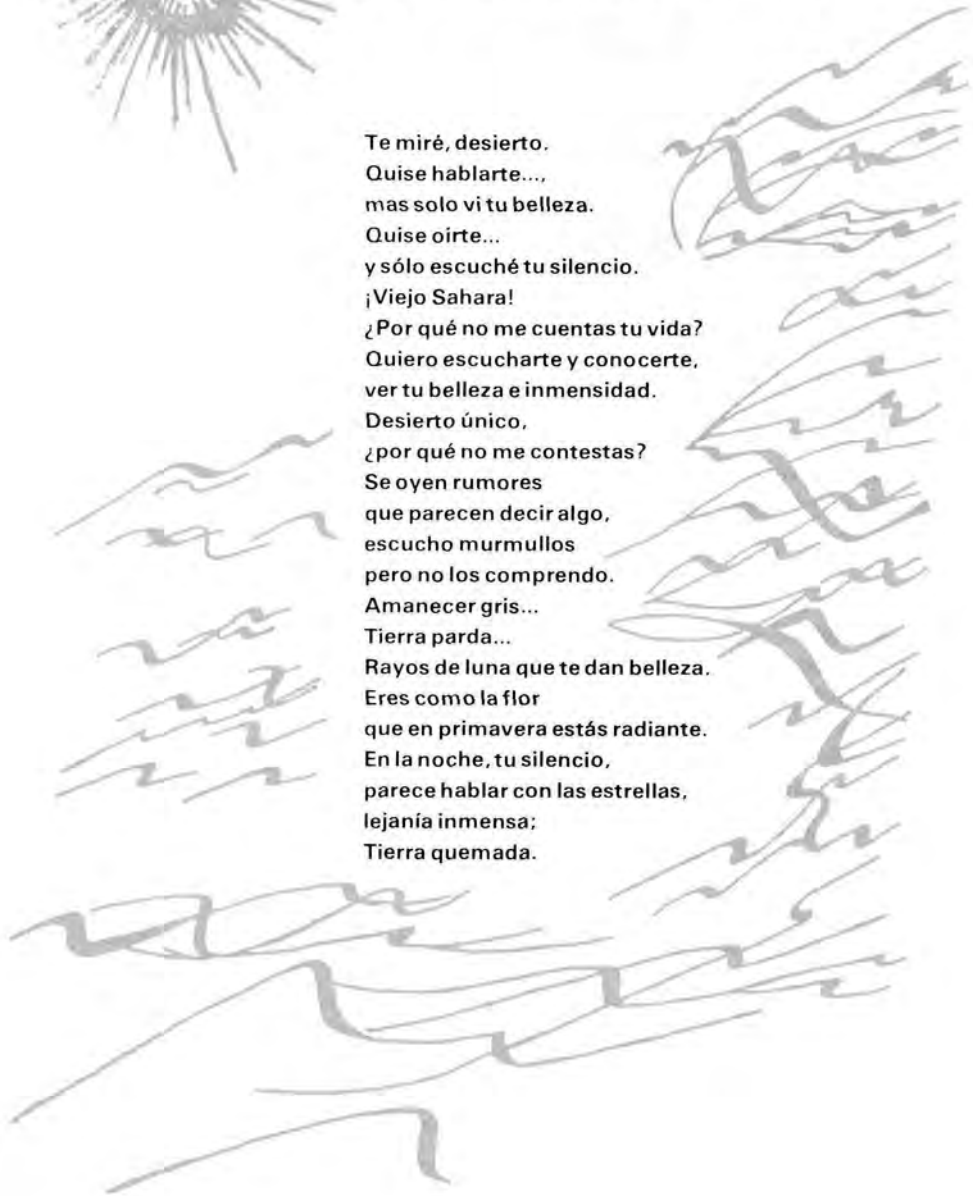 Te miré, desierto.
Quise hablarte...,
mas solo vi tu belleza.
Quise oirte...
y sólo escuché tu silencio.
¡Viejo Sahara!
¿Por qué no me cuentas tu vida?
Quiero escucharte y conocerte,
ver tu belleza e inmensidad.
Desierto único,
¿por qué no me contestas?
Se oyen rumores
que parecen decir algo,
escucho murmullos
pero no los comprendo.
Amanecer gris...
Tierra parda...
Rayos de luna que te dan belleza.
Eres como la flor
que en primavera estás radiante.
En la noche, tu silencio,
parece hablar con las estrellas,
lejanía inmensa;
Tierra quemada.